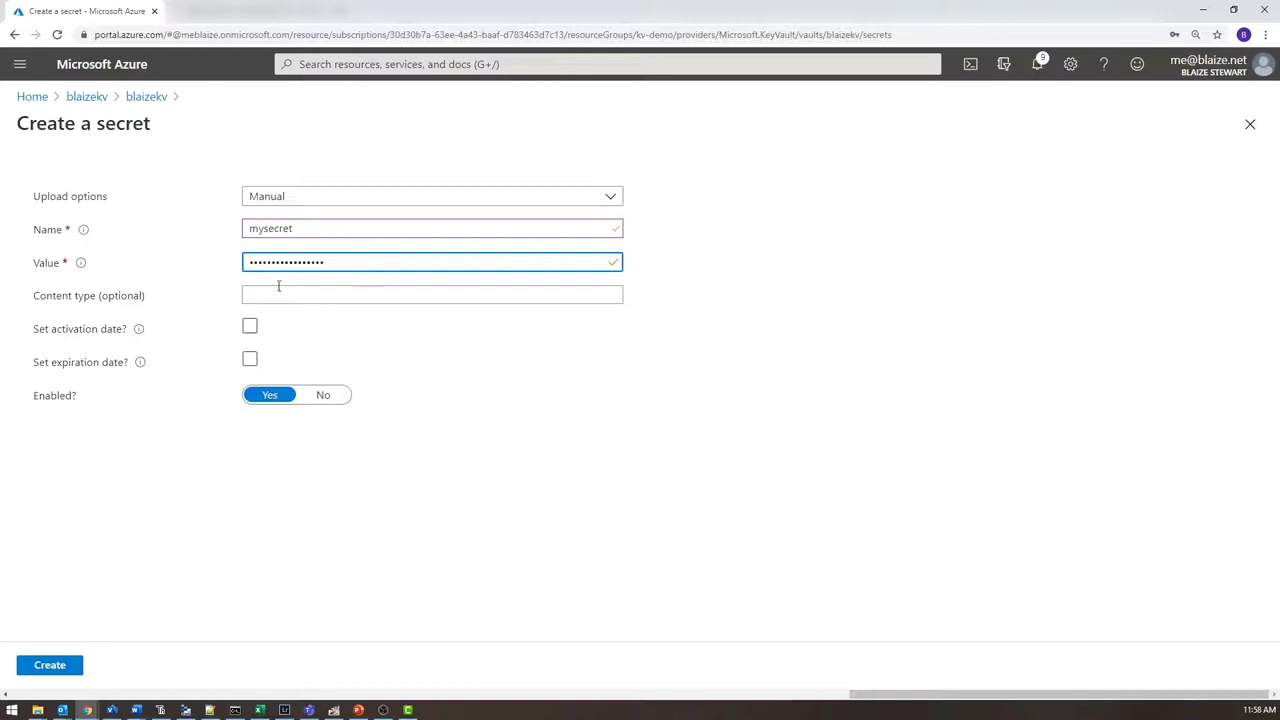 Create a secret - Microsoft Azure
portal.azure.com/#@meblaize.onmicrosoft.com/resource/subscriptions/30d30b7a-63ee-4a43-baaf-d783463d7c13/resourceGroups/kv-demo/providers/Microsoft.KeyVault/vaults/blaizekv/secrets
B
Microsoft Azure
Search resources, services, and docs (G+/)
9
me@blaize.net
BLAIZE STEWART
Home > blaizekv > blaizekv >
Create a secret
Upload options
Manual
Name *
mysecret
Value *
•••••••••••••••••
Content type (optional)
Set activation date?
Set expiration date?
Enabled?
Yes
No
Create
11:58 AM